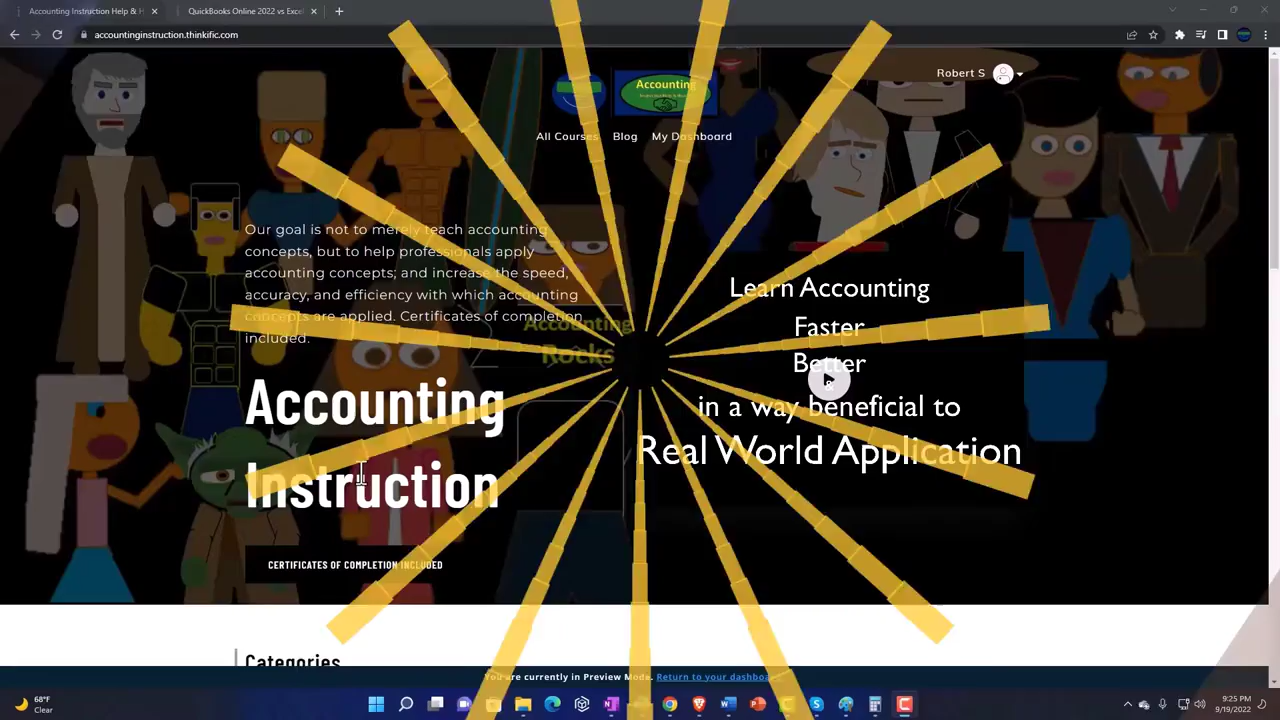 Accounting Instruction Help & H
QuickBooks Online 2022 vs Exce
accountinginstruction.thinkific.com
Robert S
Accounting
All Courses
Blog
My Dashboard
Our goal is not to merely teach accounting
concepts, but to help professionals apply
accounting concepts; and increase the speed,
accuracy, and efficiency with which accounting
concepts are applied. Certificates of completion
included.
Accounting
Rocks
Learn Accounting
Faster
Better
&
in a way beneficial to
Real World Application
Accounting
Instruction
CERTIFICATES OF COMPLETION INCLUDED
Categories
You are currently in Preview Mode. Return to your dashboard.
68°F
Clear
9:25 PM
9/19/2022